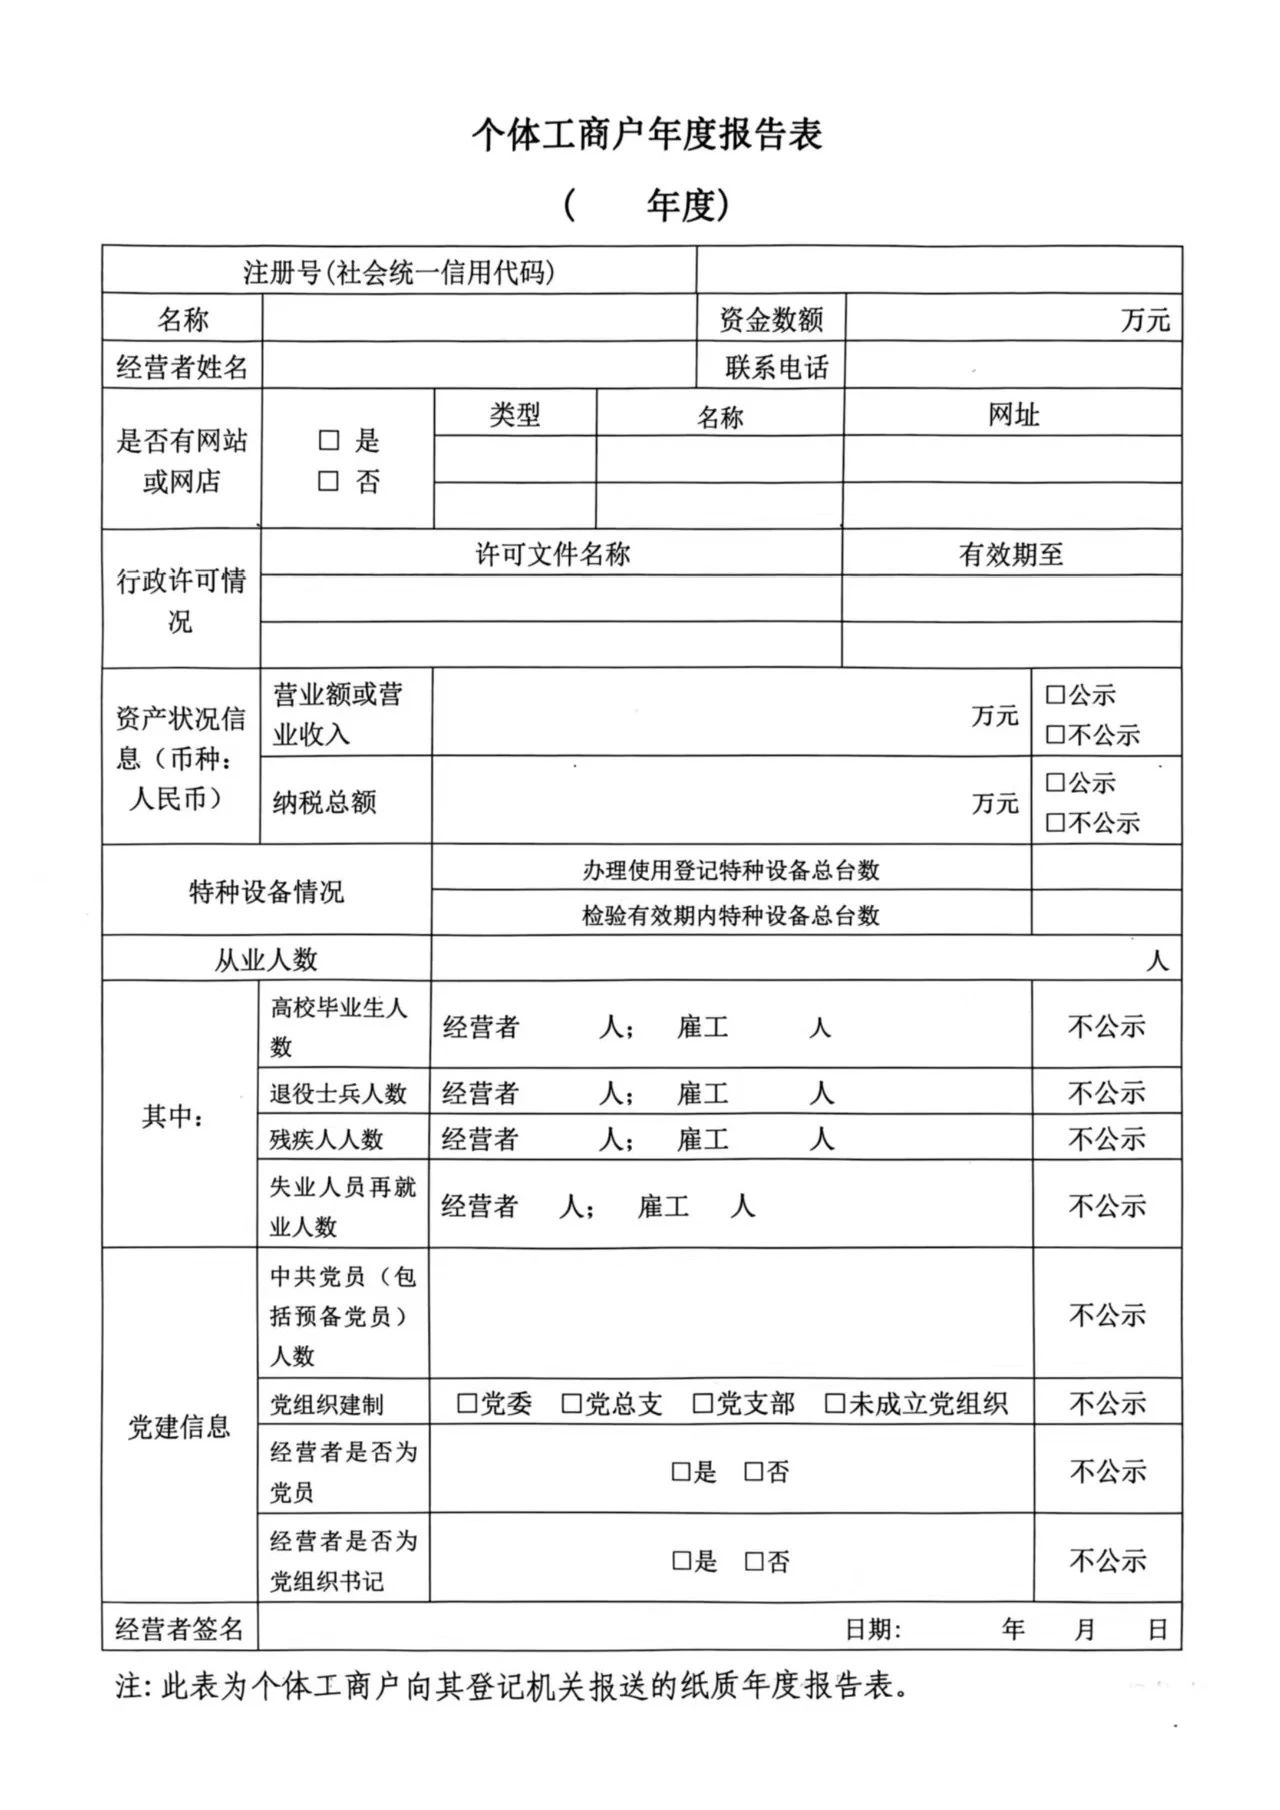 个体工商户年度报告表
(　　年度)
注册号(社会统一信用代码)
名称 资金数额 万元
经营者姓名 联系电话
是否有网站或网店
□ 是
□ 否
类型 名称 网址
行政许可情况
许可文件名称 有效期至
资产状况信息（币种：人民币）
营业额或营业收入 万元
□公示
□不公示
纳税总额 万元
□公示
□不公示
特种设备情况
办理使用登记特种设备总台数
检验有效期内特种设备总台数
从业人数 人
其中：
高校毕业生人数 经营者 人； 雇工 人 不公示
退役士兵人数 经营者 人； 雇工 人 不公示
残疾人人数 经营者 人； 雇工 人 不公示
失业人员再就业人数 经营者 人； 雇工 人 不公示
党建信息
中共党员（包括预备党员）人数 不公示
党组织建制 □党委 □党总支 □党支部 □未成立党组织 不公示
经营者是否为党员 □是 □否 不公示
经营者是否为党组织书记 □是 □否 不公示
经营者签名 日期: 年 月 日
注: 此表为个体工商户向其登记机关报送的纸质年度报告表。